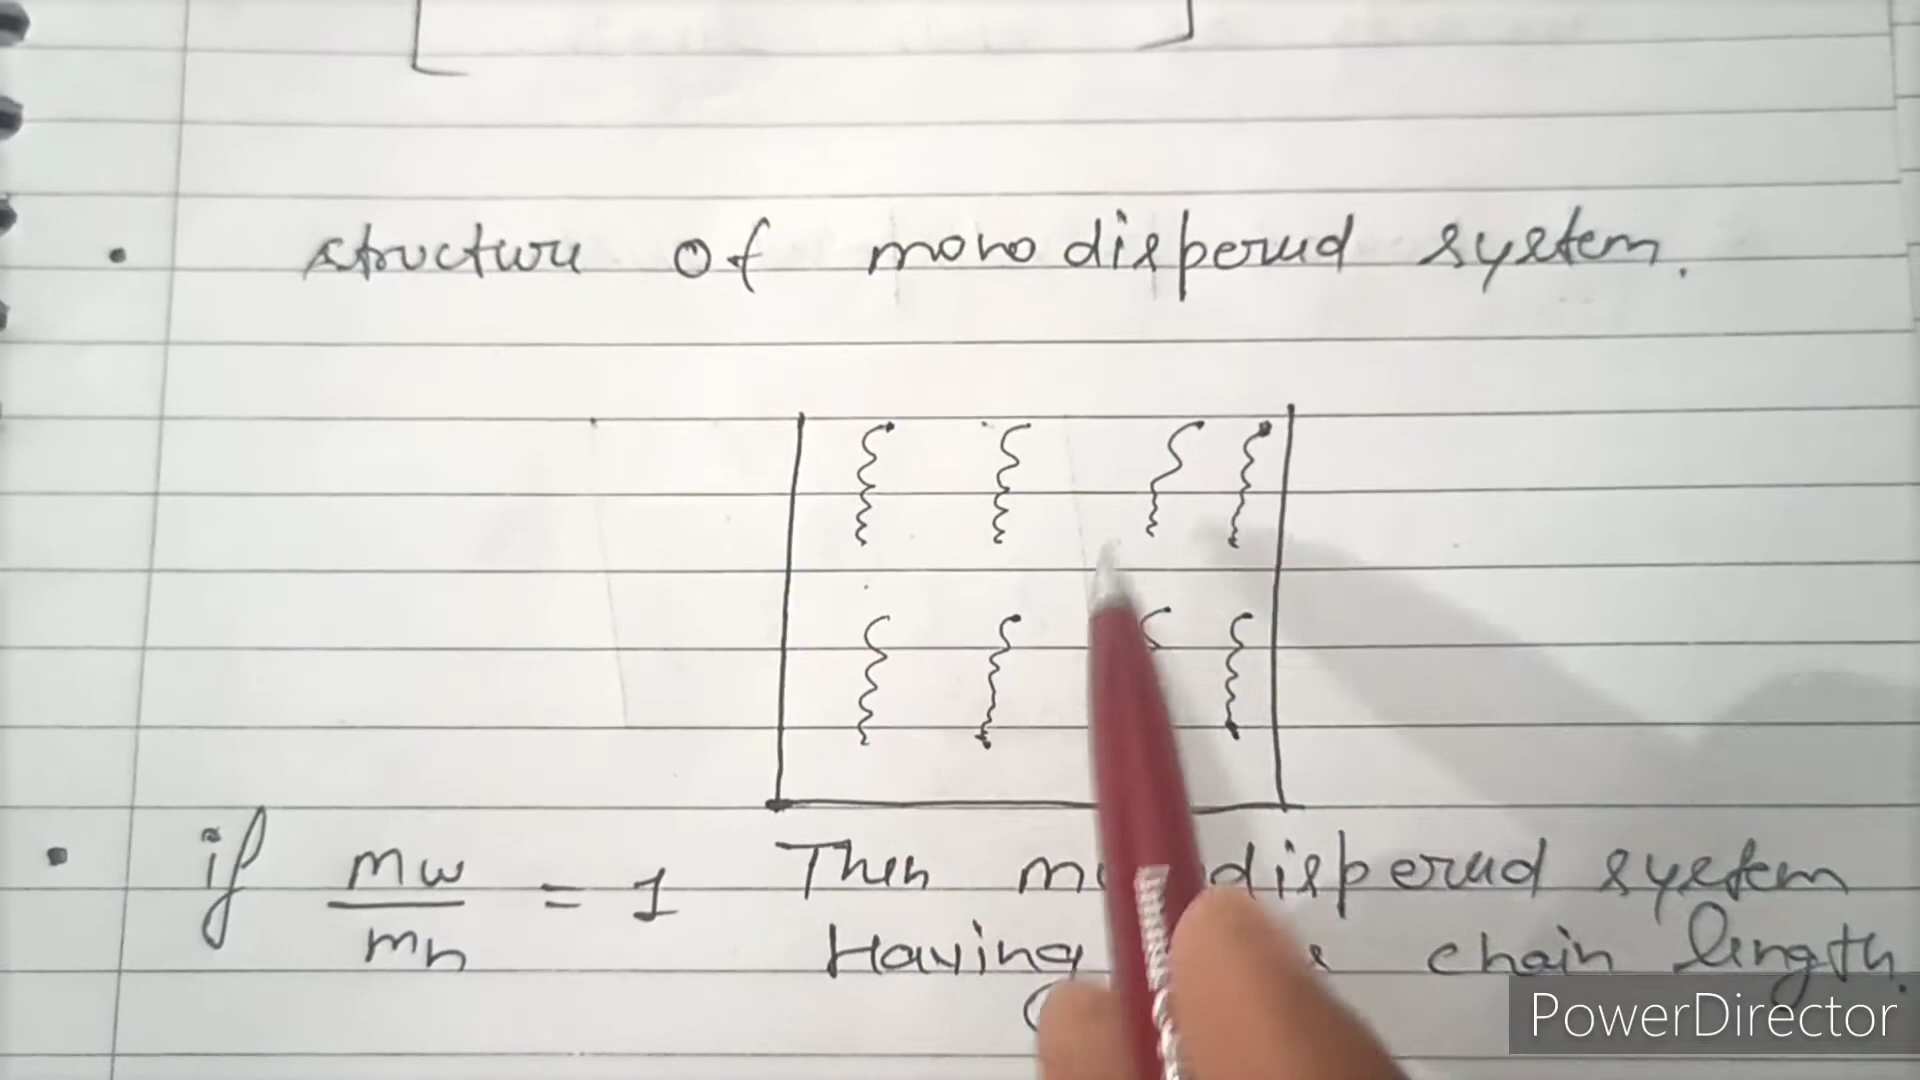 • structure of monodispersed system.
• if Mw/Mn = 1 Then dispersed system
Having chain length.
PowerDirector